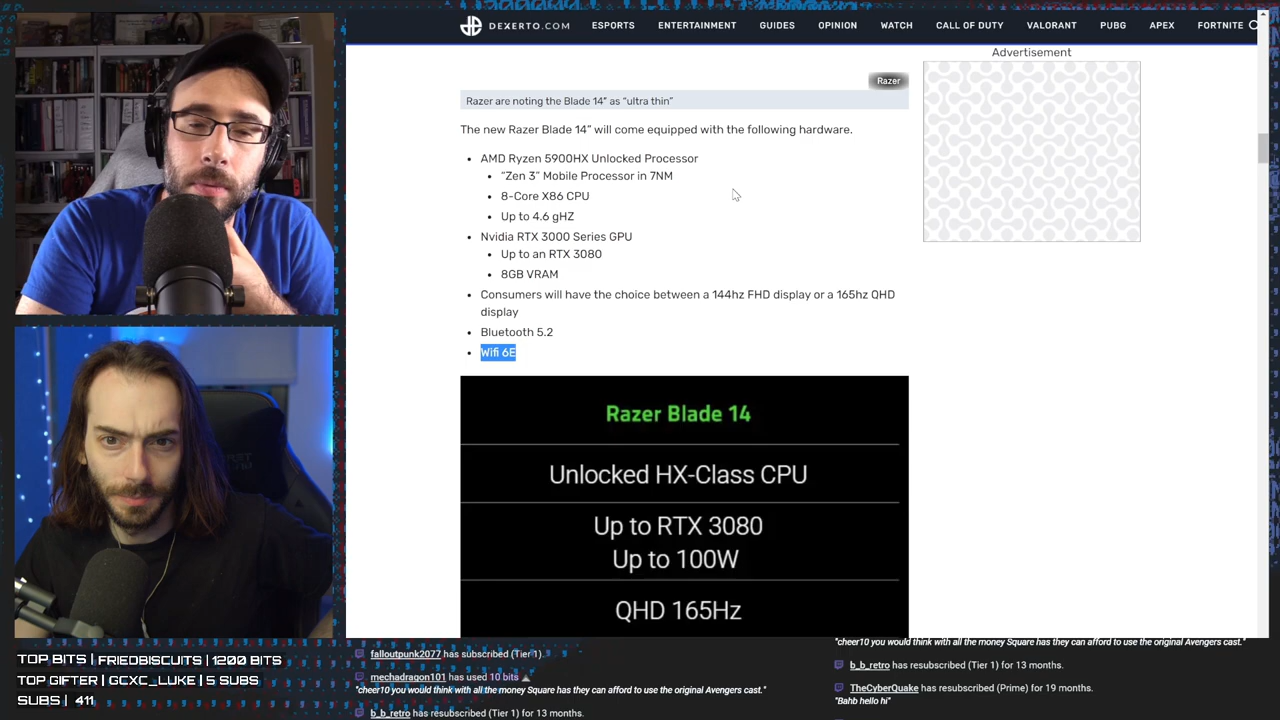 DEXERTO.COM
ESPORTS
ENTERTAINMENT
GUIDES
OPINION
WATCH
CALL OF DUTY
VALORANT
PUBG
APEX
FORTNITE
Advertisement
Razer
Razer are noting the Blade 14" as “ultra thin”
The new Razer Blade 14” will come equipped with the following hardware.
AMD Ryzen 5900HX Unlocked Processor
“Zen 3” Mobile Processor in 7NM
8-Core X86 CPU
Up to 4.6 gHZ
Nvidia RTX 3000 Series GPU
Up to an RTX 3080
8GB VRAM
Consumers will have the choice between a 144hz FHD display or a 165hz QHD
display
Bluetooth 5.2
Wifi 6E
Razer Blade 14
Unlocked HX-Class CPU
Up to RTX 3080
Up to 100W
QHD 165Hz
TOP BITS | FRIEDBISCUITS | 1200 BITS
TOP GIFTER | GCXC_LUKE | 5 SUBS
SUBS | 411
falloutpunk2077 has subscribed (Tier 1).
mechadragon101 has used 10 bits
"cheer10 you would think with all the money Square has they can afford to use the original Avengers cast."
b_b_retro has resubscribed (Tier 1) for 13 months.
"cheer10 you would think with all the money Square has they can afford to use the original Avengers cast."
b_b_retro has resubscribed (Tier 1) for 13 months.
TheCyberQuake has resubscribed (Prime) for 19 months.
"Bahb hello hi"